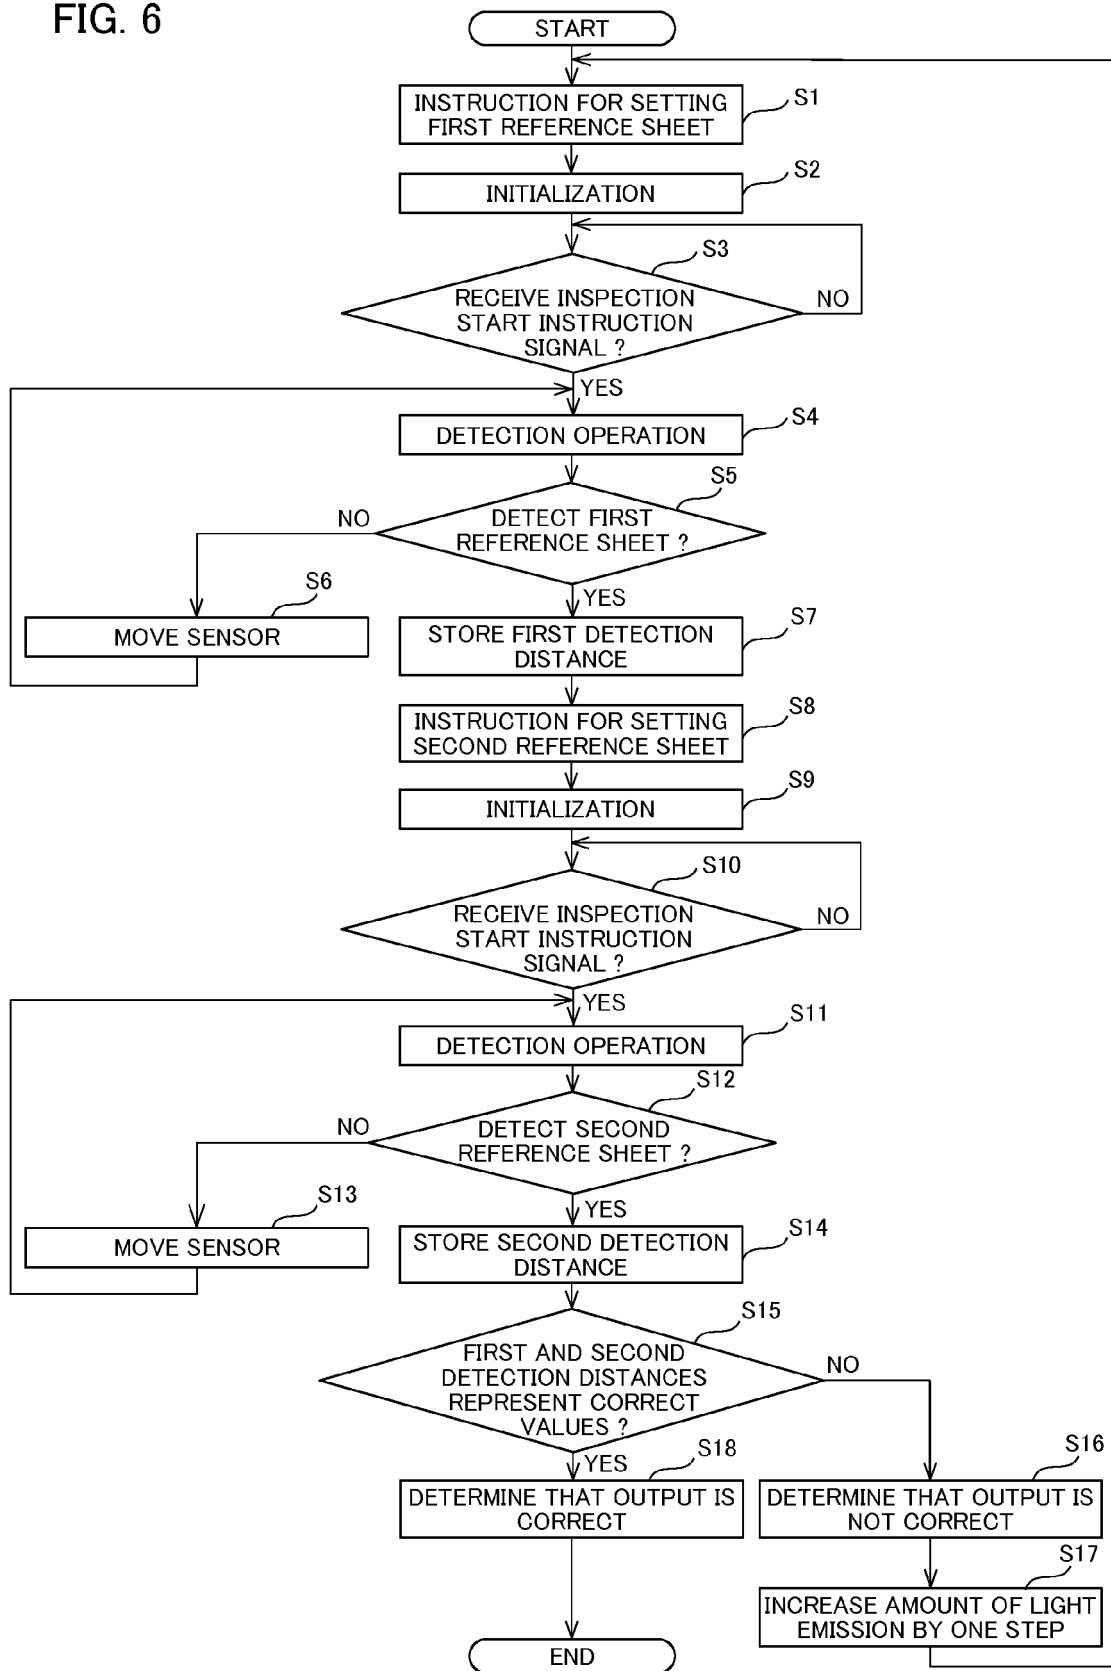 FIG. 6
START
S1
INSTRUCTION FOR SETTING
FIRST REFERENCE SHEET
S2
INITIALIZATION
S3
RECEIVE INSPECTION
START INSTRUCTION
SIGNAL ?
NO
YES
S4
DETECTION OPERATION
S5
DETECT FIRST
REFERENCE SHEET ?
NO
S6
MOVE SENSOR
YES
S7
STORE FIRST DETECTION
DISTANCE
S8
INSTRUCTION FOR SETTING
SECOND REFERENCE SHEET
S9
INITIALIZATION
S10
RECEIVE INSPECTION
START INSTRUCTION
SIGNAL ?
NO
YES
S11
DETECTION OPERATION
S12
DETECT SECOND
REFERENCE SHEET ?
NO
S13
MOVE SENSOR
YES
S14
STORE SECOND DETECTION
DISTANCE
S15
FIRST AND SECOND
DETECTION DISTANCES
REPRESENT CORRECT
VALUES ?
NO
YES
S18
DETERMINE THAT OUTPUT IS
CORRECT
S16
DETERMINE THAT OUTPUT IS
NOT CORRECT
S17
INCREASE AMOUNT OF LIGHT
EMISSION BY ONE STEP
END